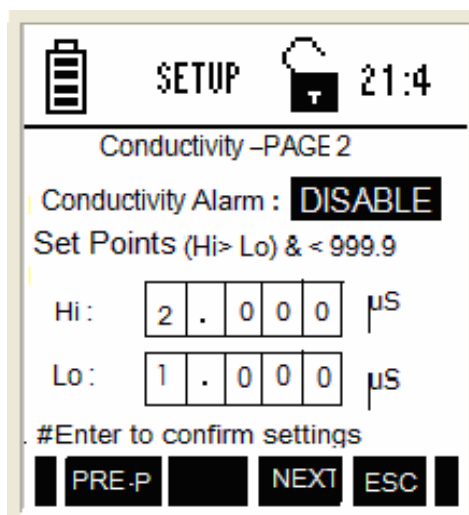 SETUP 21:4
Conductivity –PAGE 2
Conductivity Alarm : DISABLE
Set Points (Hi> Lo) & < 999.9
Hi : 2 . 0 0 0 µS
Lo : 1 . 0 0 0 µS
. #Enter to confirm settings
PRE-P NEXT ESC